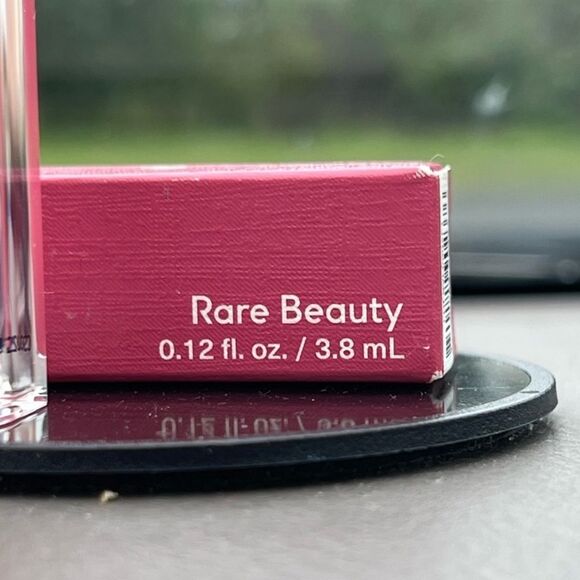 Rare Beauty
0.12 fl. oz. / 3.8 mL